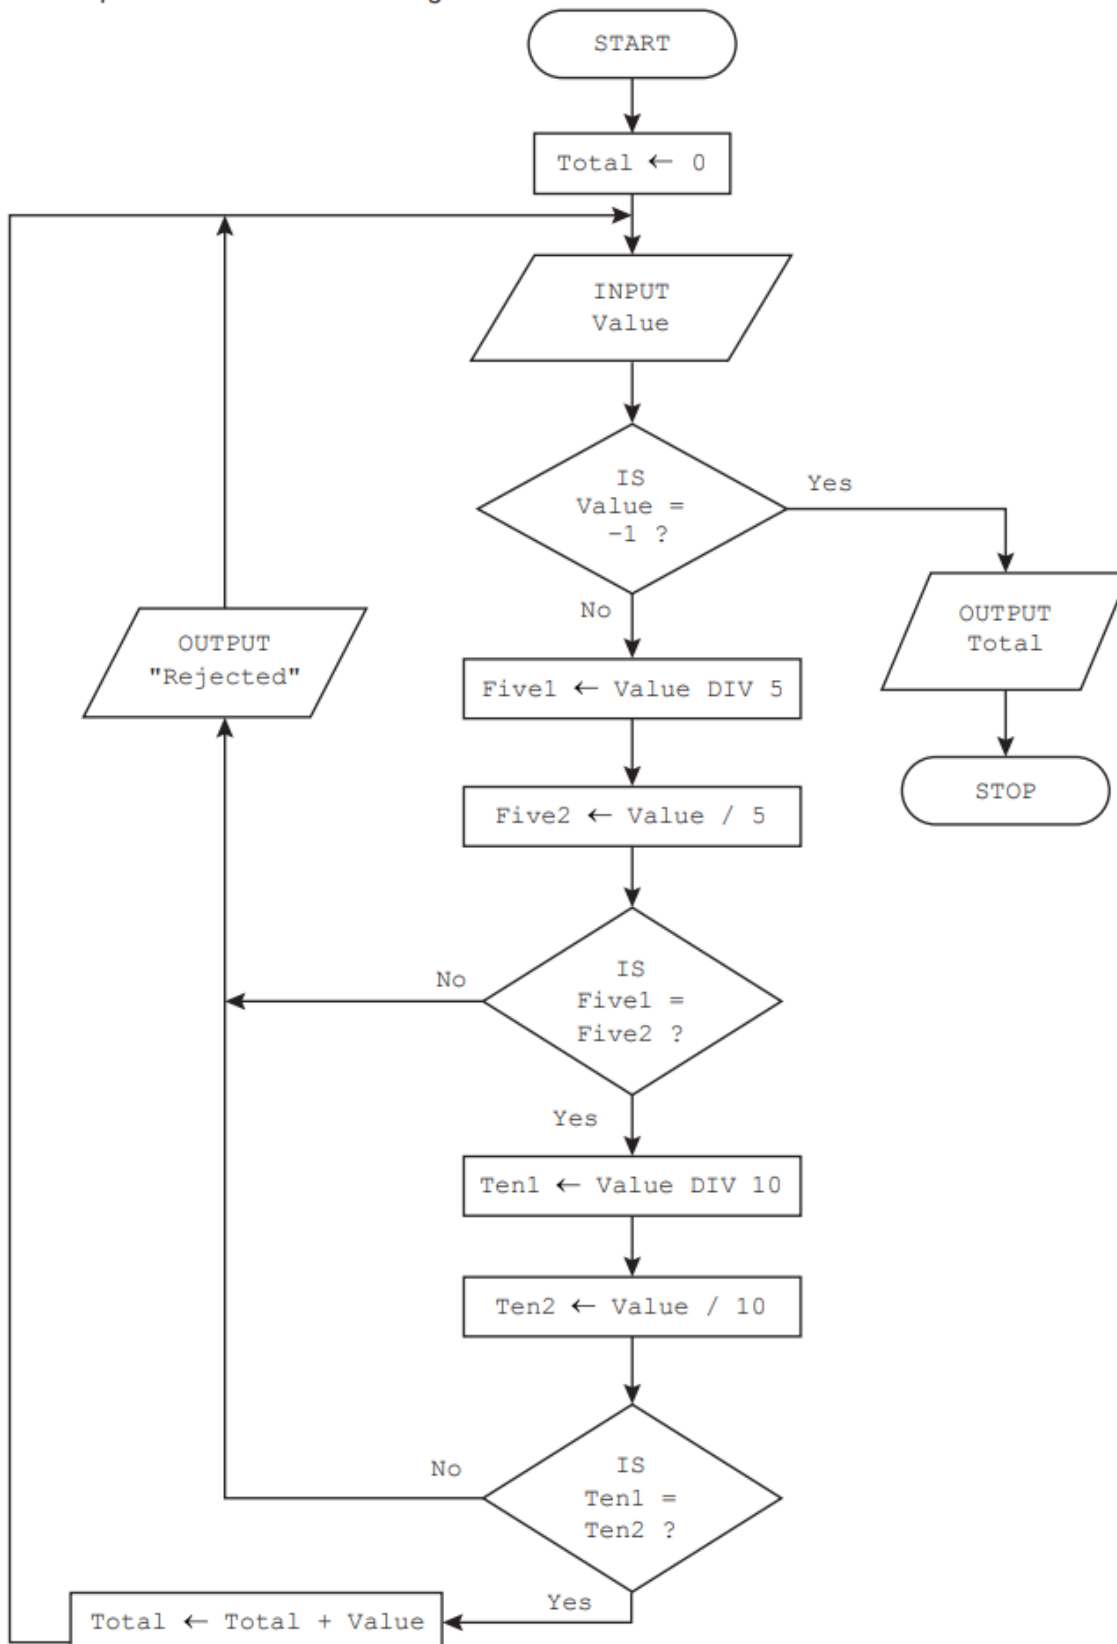 START
Total ← 0
INPUT
Value
IS
Value =
-1 ?
Yes
No
OUTPUT
Total
STOP
OUTPUT
"Rejected"
Five1 ← Value DIV 5
Five2 ← Value / 5
No
IS
Five1 =
Five2 ?
Yes
Ten1 ← Value DIV 10
Ten2 ← Value / 10
No
IS
Ten1 =
Ten2 ?
Yes
Total ← Total + Value